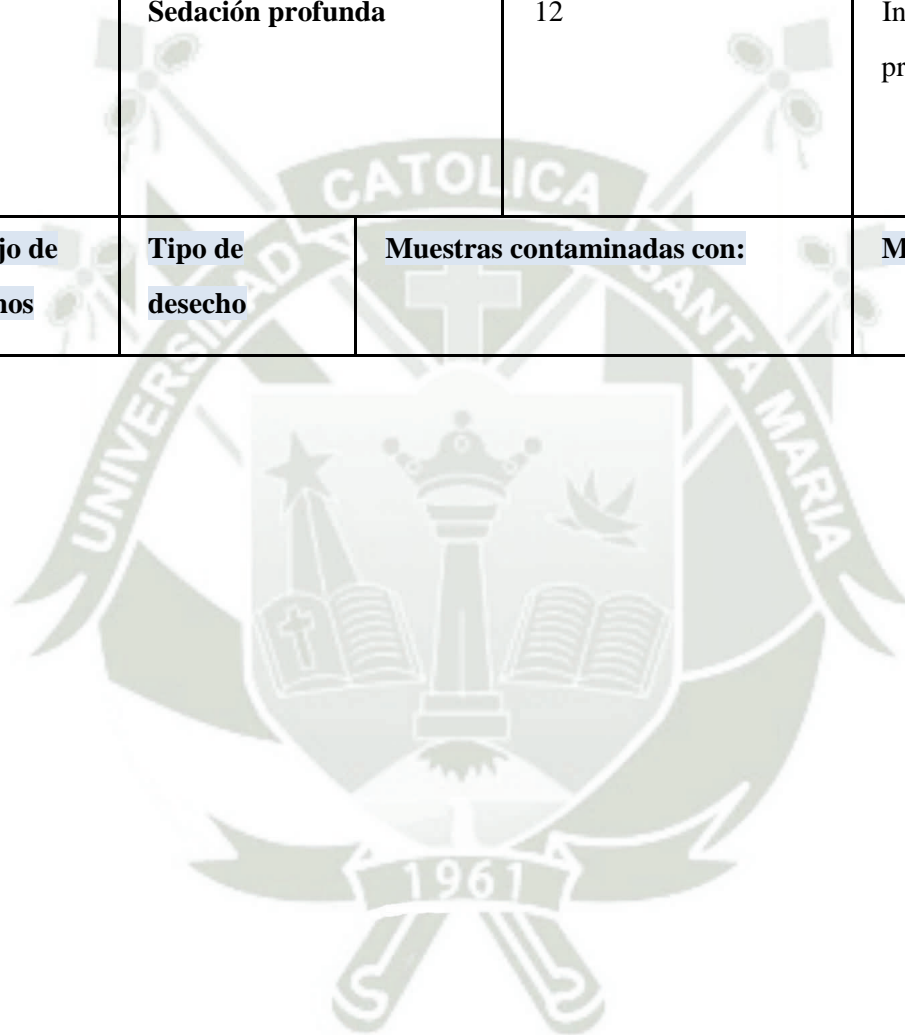 Sedación profunda 12 In
pr
jo de Tipo de Muestras contaminadas con: M
nos desecho
UNIVERSIDAD CATOLICA SANTA MARIA
1961